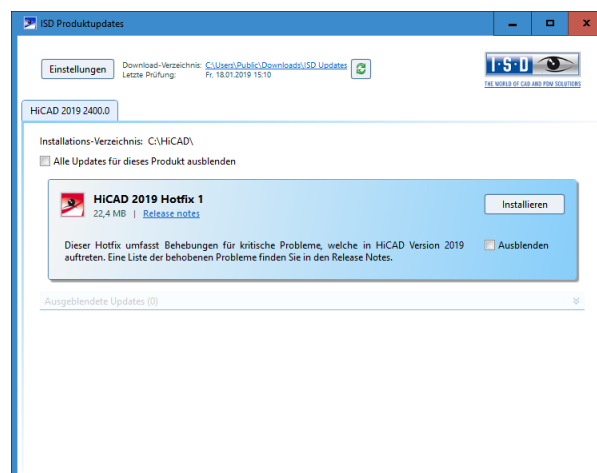 ISD Produktupdates
Einstellungen
Download-Verzeichnis: C:\Users\Public\Downloads\ISD Updates
Letzte Prüfung: Fr, 18.01.2019 15:10
I·S·D
THE WORLD OF CAD AND PDM SOLUTIONS
HiCAD 2019 2400.0
Installations-Verzeichnis: C:\HiCAD\
Alle Updates für dieses Produkt ausblenden
HiCAD 2019 Hotfix 1
22,4 MB | Release notes
Installieren
Dieser Hotfix umfasst Behebungen für kritische Probleme, welche in HiCAD Version 2019
auftreten. Eine Liste der behobenen Probleme finden Sie in den Release Notes.
Ausblenden
Ausgeblendete Updates (0)